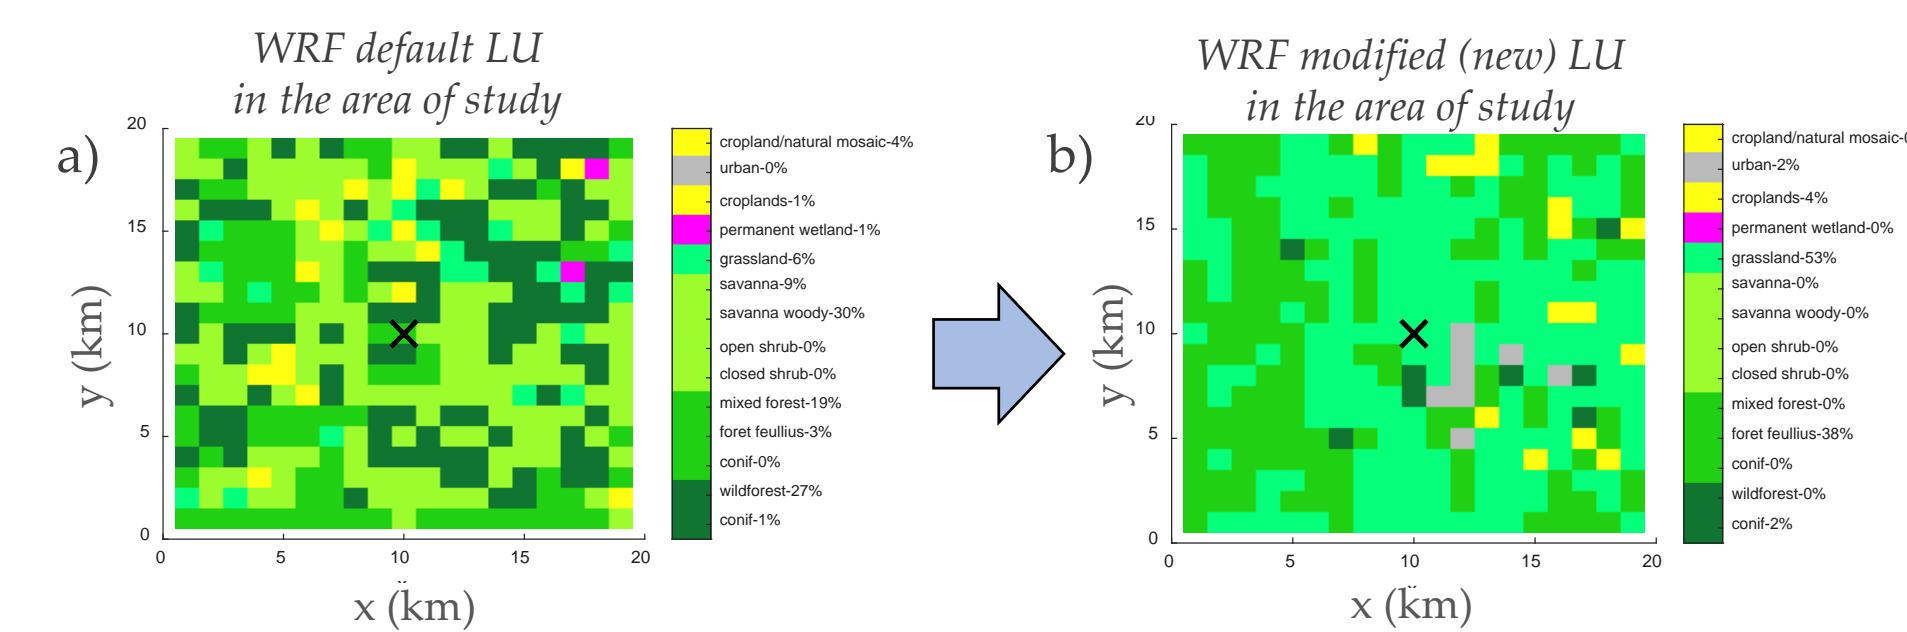 WRF default LU
in the area of study
a)
20
15
10
5
0
0
5
10
15
20
y (km)
x (km)
cropland/natural mosaic-4%
urban-0%
croplands-1%
permanent wetland-1%
grassland-6%
savanna-9%
savanna woody-30%
open shrub-0%
closed shrub-0%
mixed forest-19%
foret feullius-3%
conif-0%
wildforest-27%
conif-1%
WRF modified (new) LU
in the area of study
b)
20
15
10
5
0
0
5
10
15
20
y (km)
x (km)
cropland/natural mosaic-
urban-2%
croplands-4%
permanent wetland-0%
grassland-53%
savanna-0%
savanna woody-0%
open shrub-0%
closed shrub-0%
mixed forest-0%
foret feullius-38%
conif-0%
wildforest-0%
conif-2%